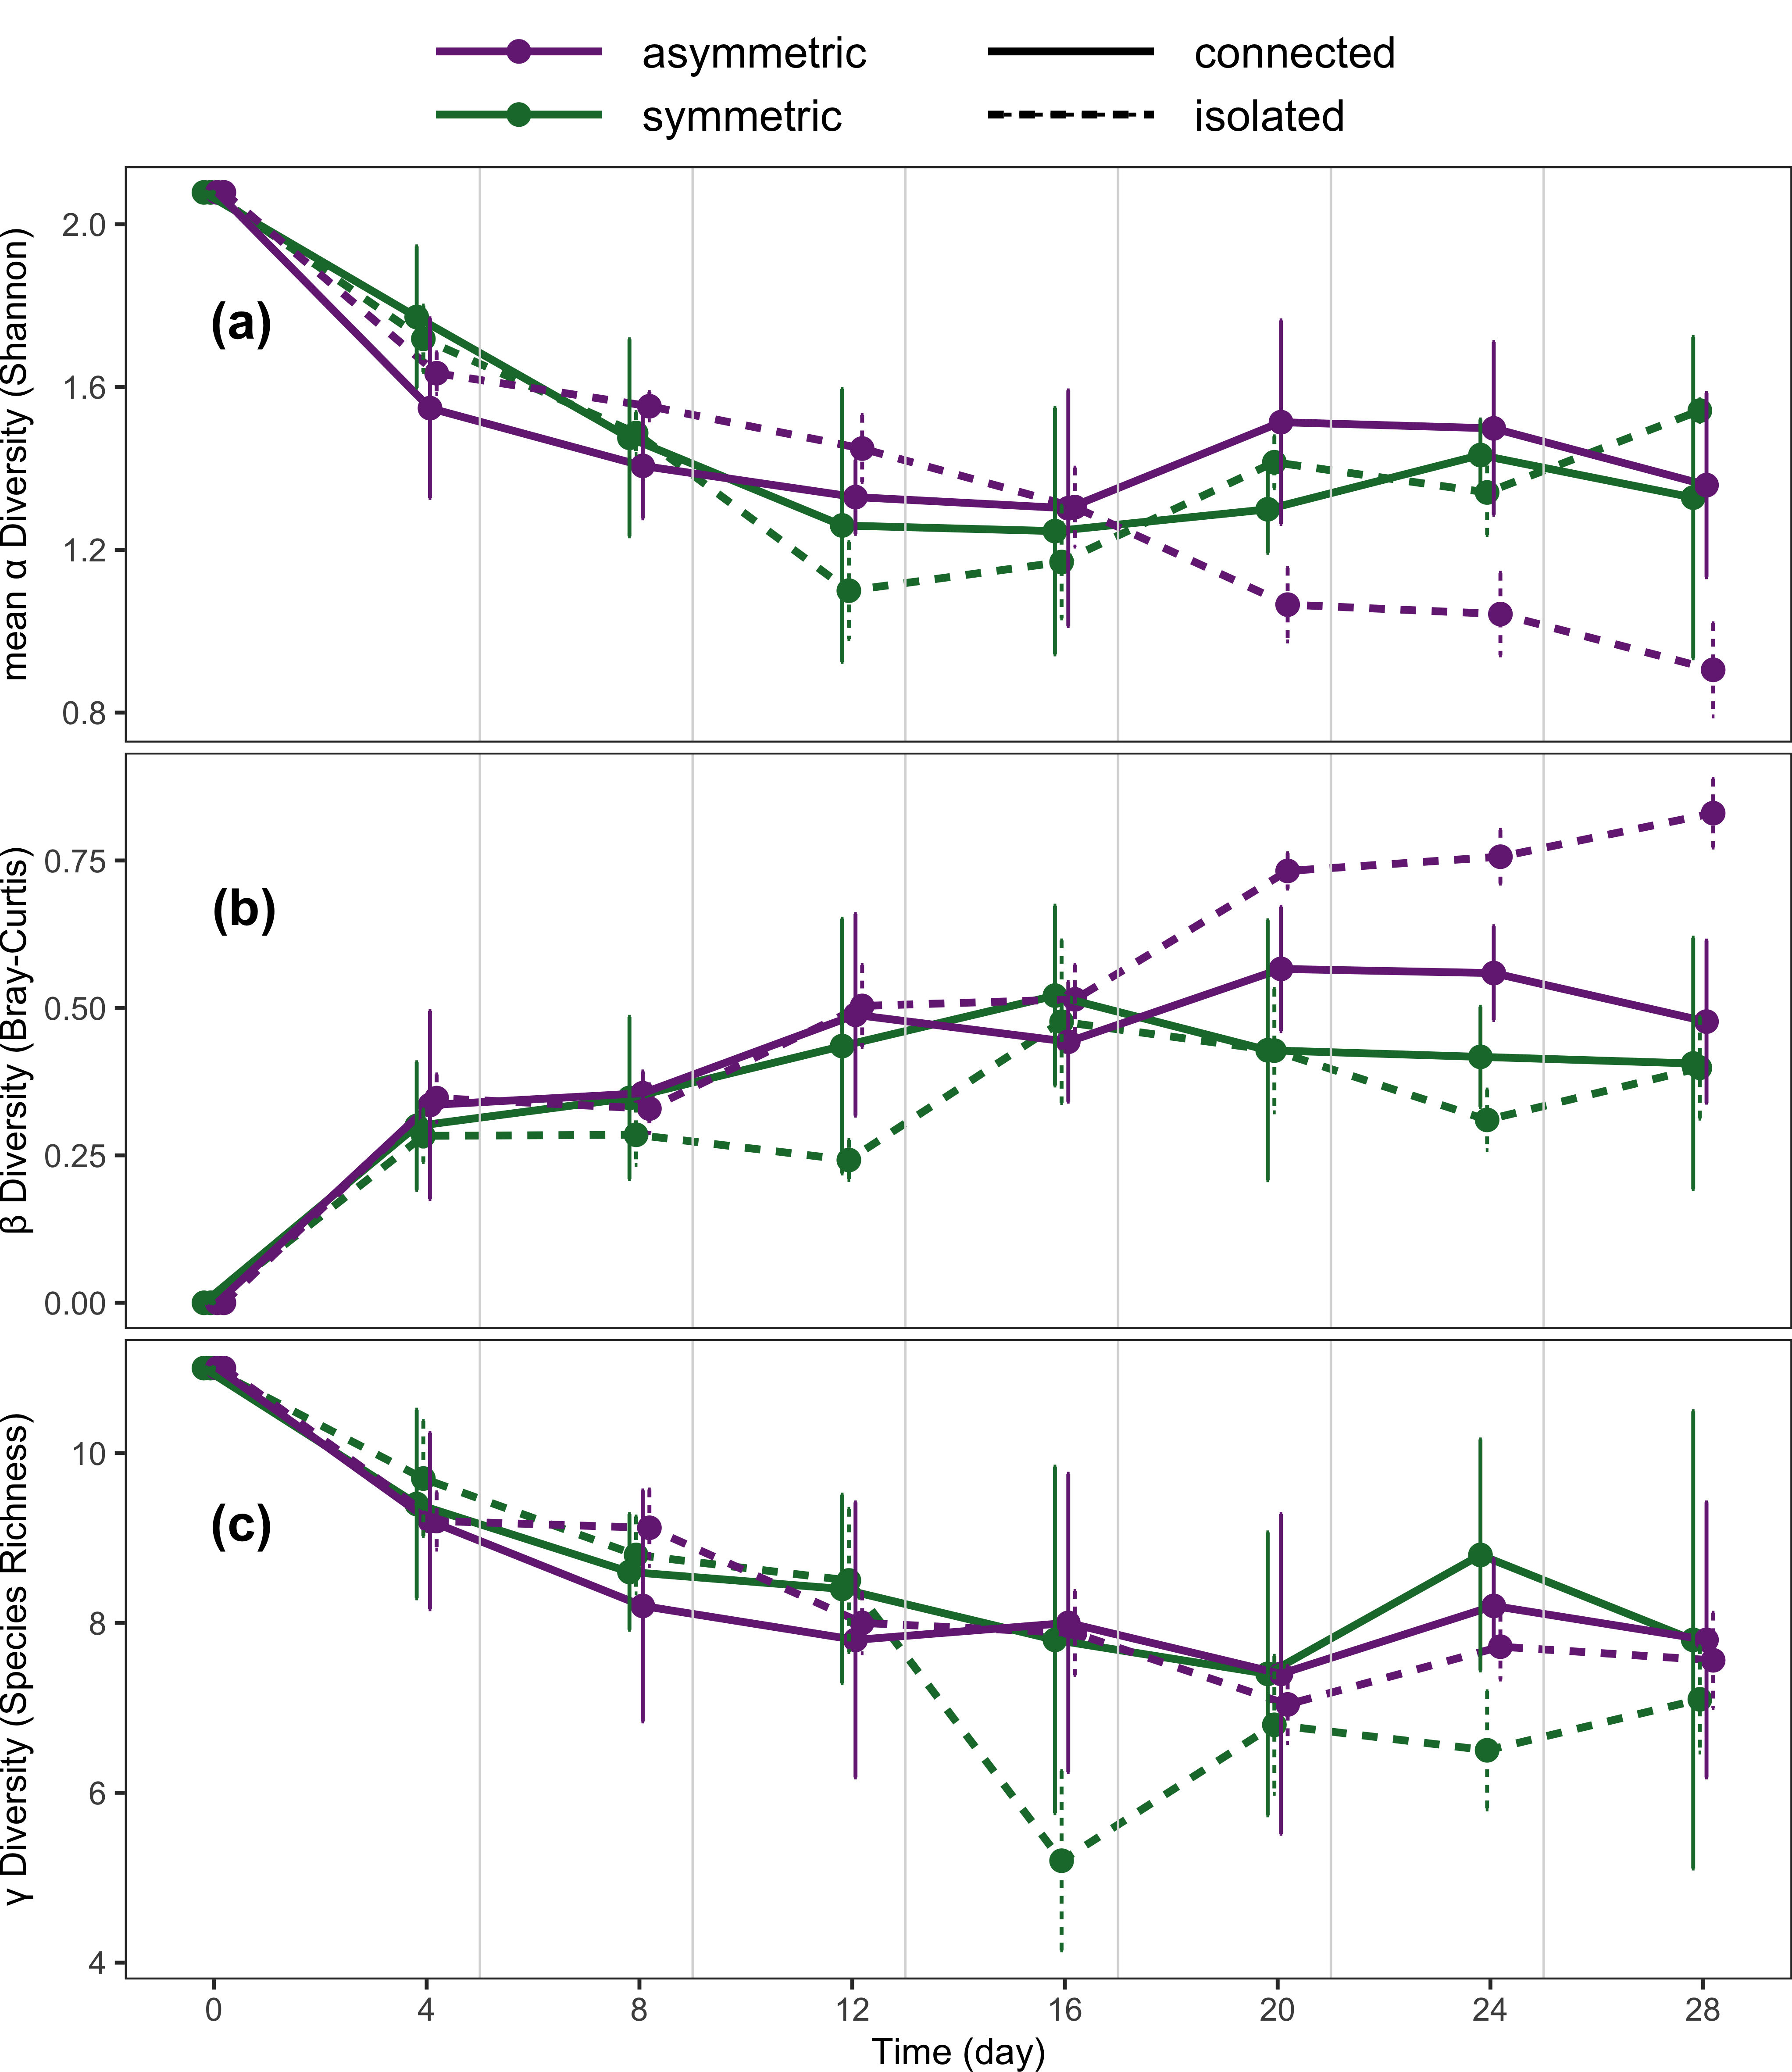 asymmetric
connected
symmetric
isolated
mean α Diversity (Shannon)
2.0
1.6
1.2
0.8
(a)
β Diversity (Bray-Curtis)
0.75
0.50
0.25
0.00
(b)
γ Diversity (Species Richness)
10
8
6
4
(c)
0 4 8 12 16 20 24 28
Time (day)